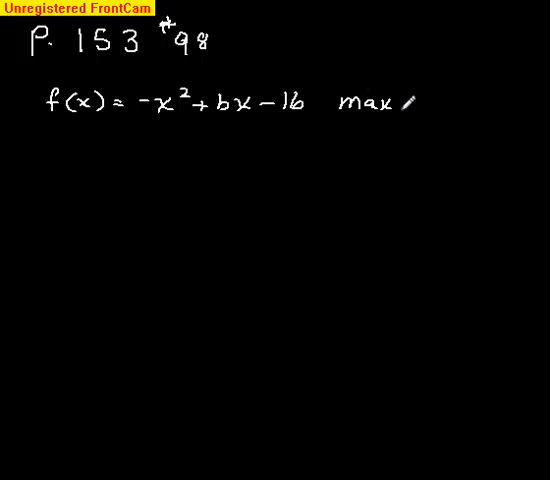 Unregistered FrontCam
P. 153 #98
f(x) = -x² + bx - 16 max